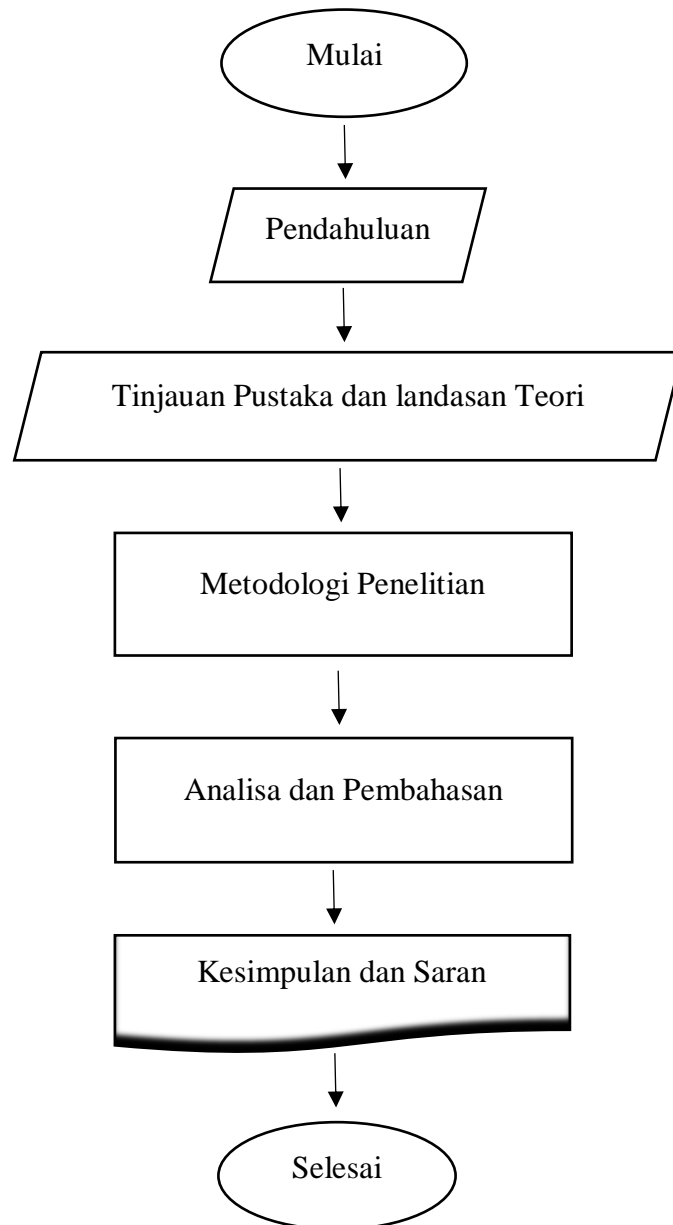 Mulai
Pendahuluan
Tinjauan Pustaka dan landasan Teori
Metodologi Penelitian
Analisa dan Pembahasan
Kesimpulan dan Saran
Selesai